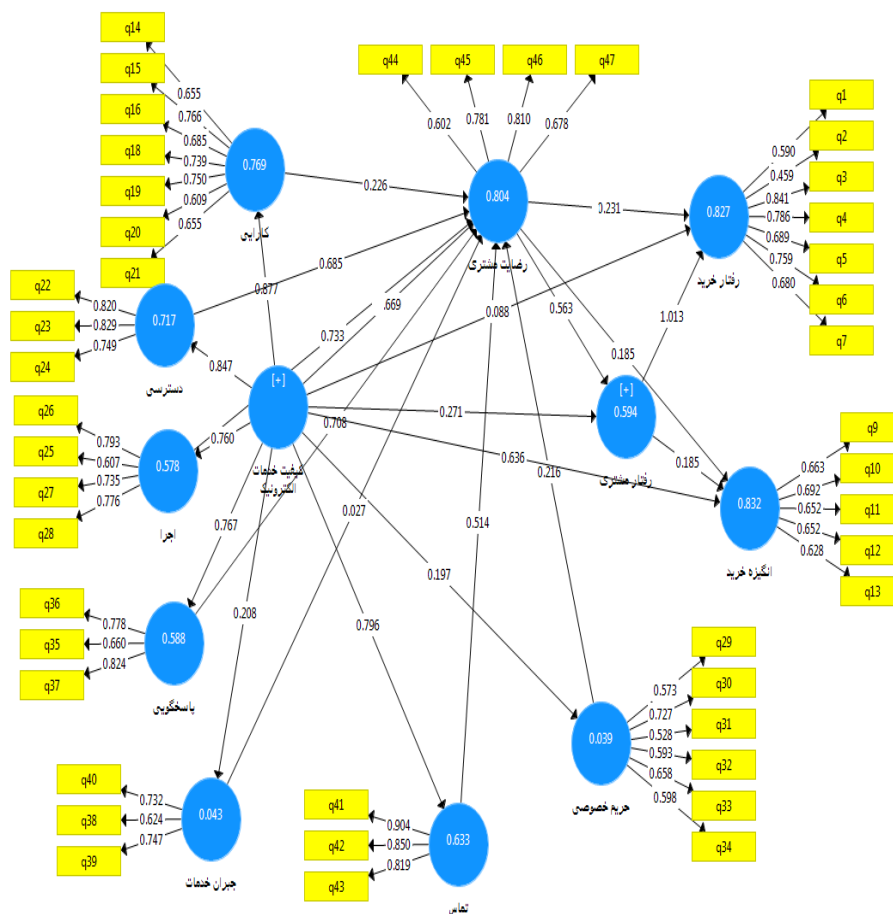 q14
q15
q16
q18
q19
q20
q21
0.655
0.766
0.685
0.739
0.750
0.609
0.655
0.769
کارایی
q44
q45
q46
q47
0.602
0.781
0.810
0.678
0.804
رضایت مشتری
q1
q2
q3
q4
q5
q6
q7
0.590
0.459
0.841
0.786
0.689
0.759
0.680
0.827
رفتار خرید
0.226
0.231
0.685
0.877
0.733
.669
0.088
0.563
0.185
1.013
q22
q23
q24
0.820
0.829
0.749
0.717
دسترسی
0.847
[+]
کیفیت خدمات
الکترونیک
0.271
[+]
0.594
رفتار مشتری
0.185
0.636
0.216
q26
q25
q27
q28
0.793
0.607
0.735
0.776
0.578
اجرا
0.760
0.708
q9
q10
q11
q12
q13
0.663
0.692
0.652
0.652
0.628
0.832
انگیزه خرید
0.767
0.027
0.514
0.197
0.208
0.796
q36
q35
q37
0.778
0.660
0.824
0.588
پاسخگویی
q29
q30
q31
q32
q33
q34
0.573
0.727
0.528
0.593
0.658
0.598
0.039
حریم خصوصی
q40
q38
q39
0.732
0.624
0.747
0.043
جبران خدمات
q41
q42
q43
0.904
0.850
0.819
0.633
تماس